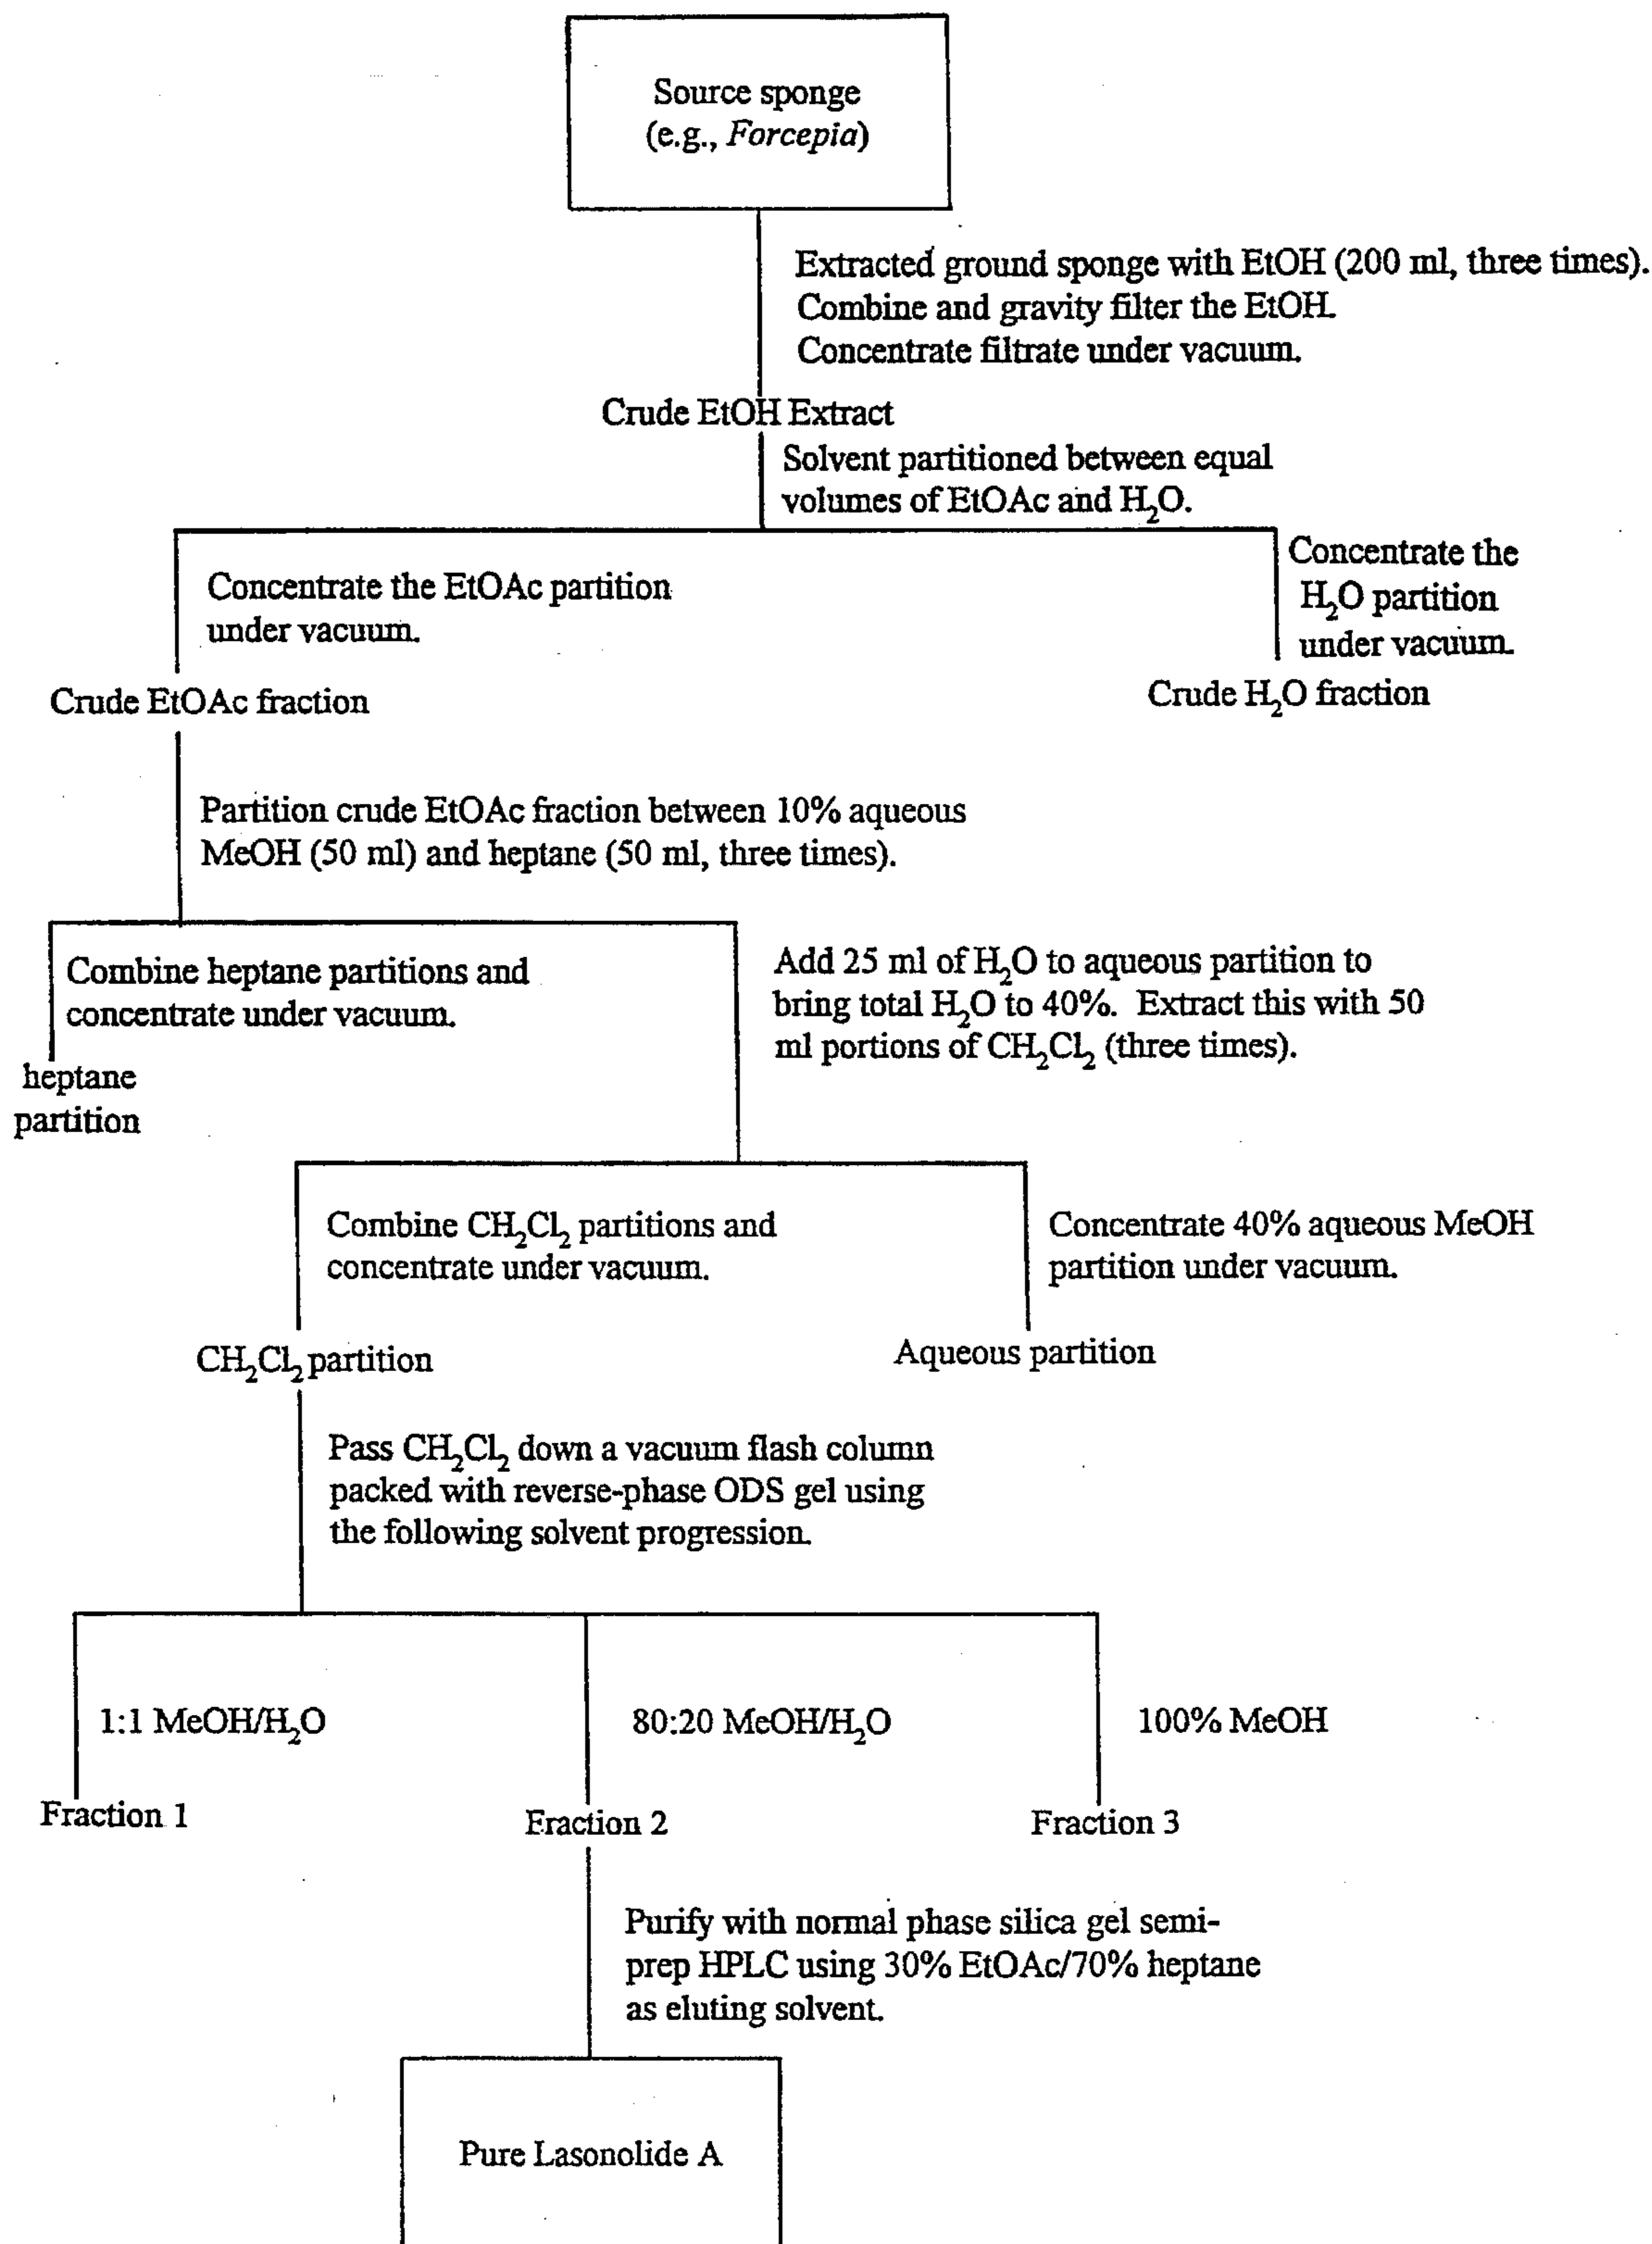 Source sponge
(e.g., Forcepia)
Extracted ground sponge with EtOH (200 ml, three times).
Combine and gravity filter the EtOH.
Concentrate filtrate under vacuum.
Crude EtOH Extract
Solvent partitioned between equal
volumes of EtOAc and H₂O.
Concentrate the EtOAc partition
under vacuum.
Concentrate the
H₂O partition
under vacuum.
Crude EtOAc fraction
Crude H₂O fraction
Partition crude EtOAc fraction between 10% aqueous
MeOH (50 ml) and heptane (50 ml, three times).
Combine heptane partitions and
concentrate under vacuum.
heptane
partition
Add 25 ml of H₂O to aqueous partition to
bring total H₂O to 40%. Extract this with 50
ml portions of CH₂Cl₂ (three times).
Combine CH₂Cl₂ partitions and
concentrate under vacuum.
Concentrate 40% aqueous MeOH
partition under vacuum.
CH₂Cl₂ partition
Aqueous partition
Pass CH₂Cl₂ down a vacuum flash column
packed with reverse-phase ODS gel using
the following solvent progression.
1:1 MeOH/H₂O
80:20 MeOH/H₂O
100% MeOH
Fraction 1
Fraction 2
Fraction 3
Purify with normal phase silica gel semi-
prep HPLC using 30% EtOAc/70% heptane
as eluting solvent.
Pure Lasonolide A